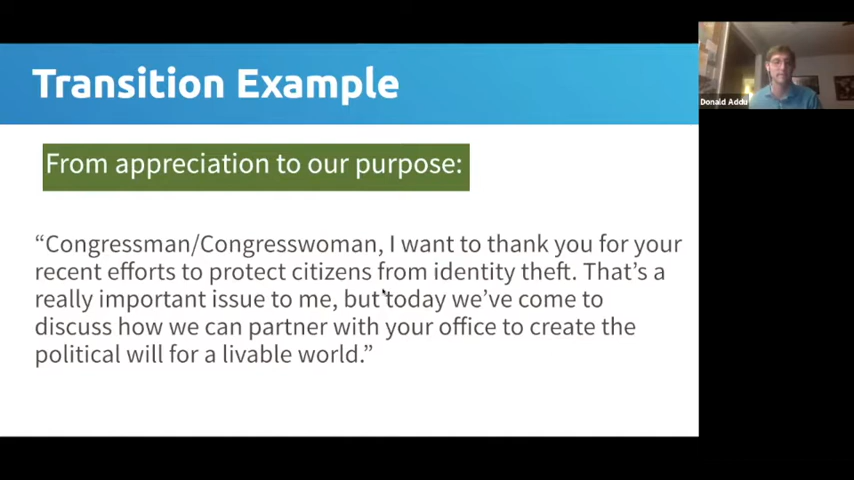 Transition Example
Donald Addu
From appreciation to our purpose:
“Congressman/Congresswoman, I want to thank you for your
recent efforts to protect citizens from identity theft. That’s a
really important issue to me, but today we’ve come to
discuss how we can partner with your office to create the
political will for a livable world.”